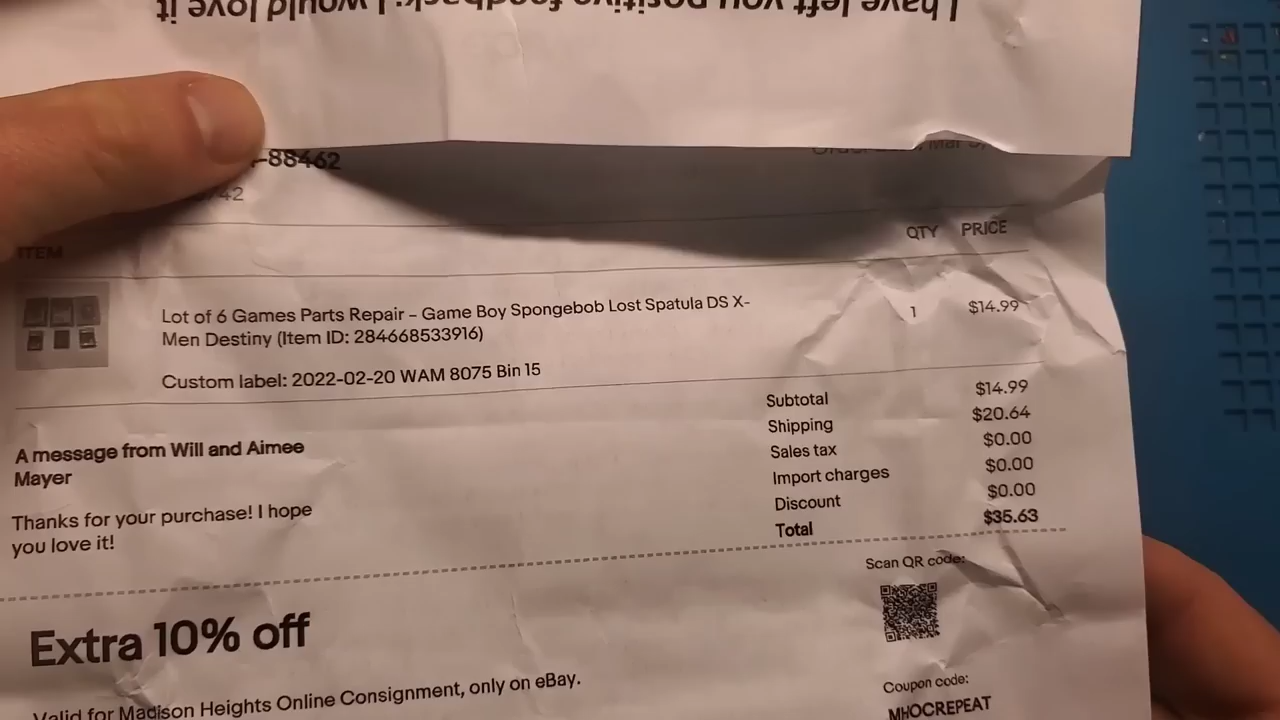 I have left you positive feedback! I would love it
-88462
42
ITEM
QTY PRICE
Lot of 6 Games Parts Repair – Game Boy Spongebob Lost Spatula DS X-
Men Destiny (Item ID: 284668533916)
1
$14.99
Custom label: 2022-02-20 WAM 8075 Bin 15
Subtotal $14.99
Shipping $20.64
Sales tax $0.00
Import charges $0.00
Discount $0.00
Total $35.63
A message from Will and Aimee
Mayer
Thanks for your purchase! I hope
you love it!
Scan QR code:
Extra 10% off
Valid for Madison Heights Online Consignment, only on eBay.
Coupon code:
MHOCREPEAT